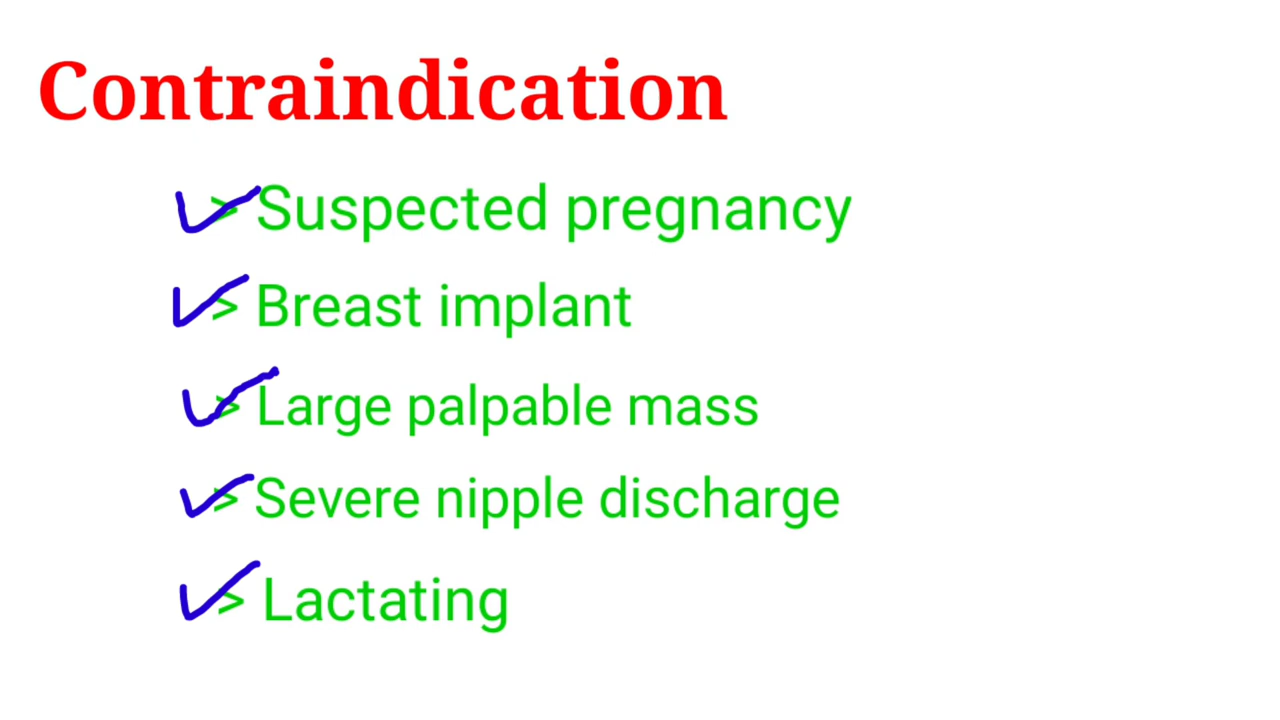 Contraindication
> Suspected pregnancy
> Breast implant
> Large palpable mass
> Severe nipple discharge
> Lactating